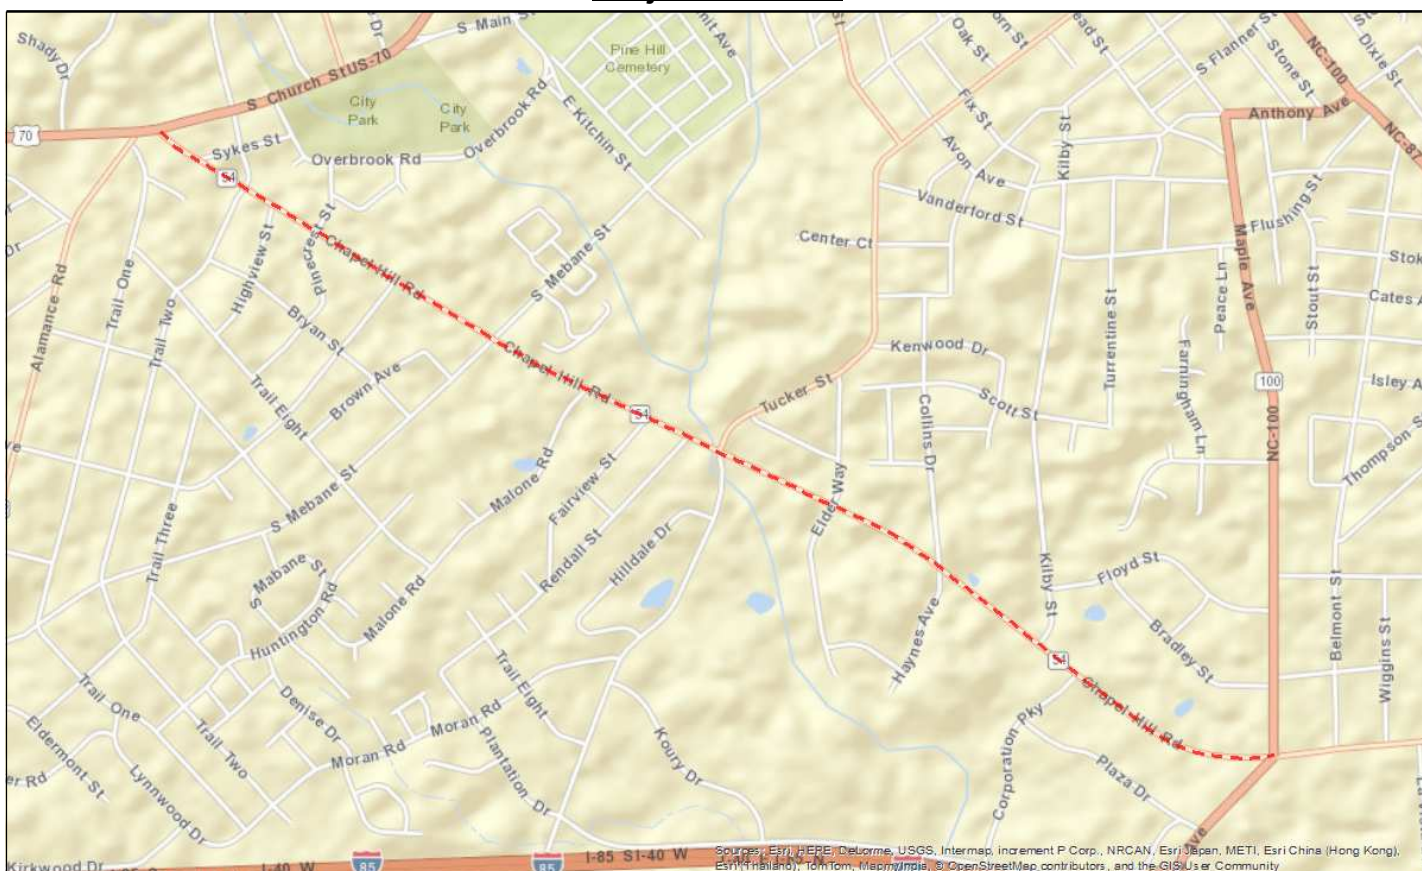 Shady Dr
S Main St
S Church St US-70
70
City
Park
City
Park
Pine Hill
Cemetery
Overbrook Rd
E Kitchin St
Oak St
Fix St
Avon Ave
Kilby St
S Flanner St
Stone St
Dixie St
NC-100
NC-87
Anthony Ave
Sykes St
Overbrook Rd
54
Vanderford St
Flushing St
Center Ct
Highview St
Pinecrest St
Chapel Hill Rd
S Mebane St
Maple Ave
Peace Ln
Stout St
Cates A
Alamance Rd
Trail One
Trail Two
Bryan St
Brown Ave
Trail Eight
Chapel Hill Rd
54
Tucker St
Kenwood Dr
Scott St
Collins Dr
Turrentine St
Farmingham Ln
100
NC-100
Isley A
Thompson S
S Mebane St
Malone Rd
Fairview St
Rendall St
Hilldale Dr
Elder Way
Trail Three
S Mabane St
Huntington Rd
Malone Rd
Kilby St
Floyd St
Bradley St
Belmont St
Wiggins St
Haynes Ave
54
Chapel Hill Rd
Trail One
Trail Two
Eldermont St
Lynnwood Dr
Denise Dr
Moran Rd
Moran Rd
Trail Eight
Plantation Dr
Koury Dr
Corporation Pky
Plaza Dr
er Rd
Ave
Kirkwood Dr
I-40 W
85
85
I-85 S I-40 W
Sources: Esri, HERE, DeLorme, USGS, Intermap, increment P Corp., NRCAN, Esri Japan, METI, Esri China (Hong Kong),
Esri (Thailand), TomTom, MapmyIndia, © OpenStreetMap contributors, and the GIS User Community